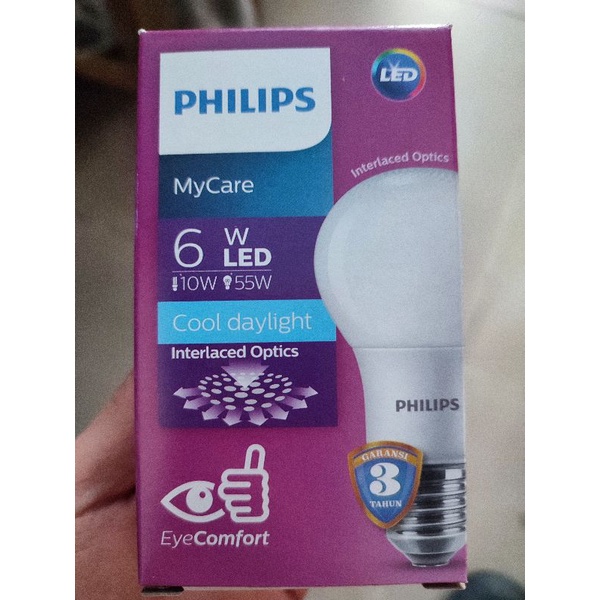 PHILIPS
LED
Interlaced Optics
MyCare
6 W LED
10W 55W
Cool daylight
Interlaced Optics
PHILIPS
GARANSI
3
TAHUN
EyeComfort